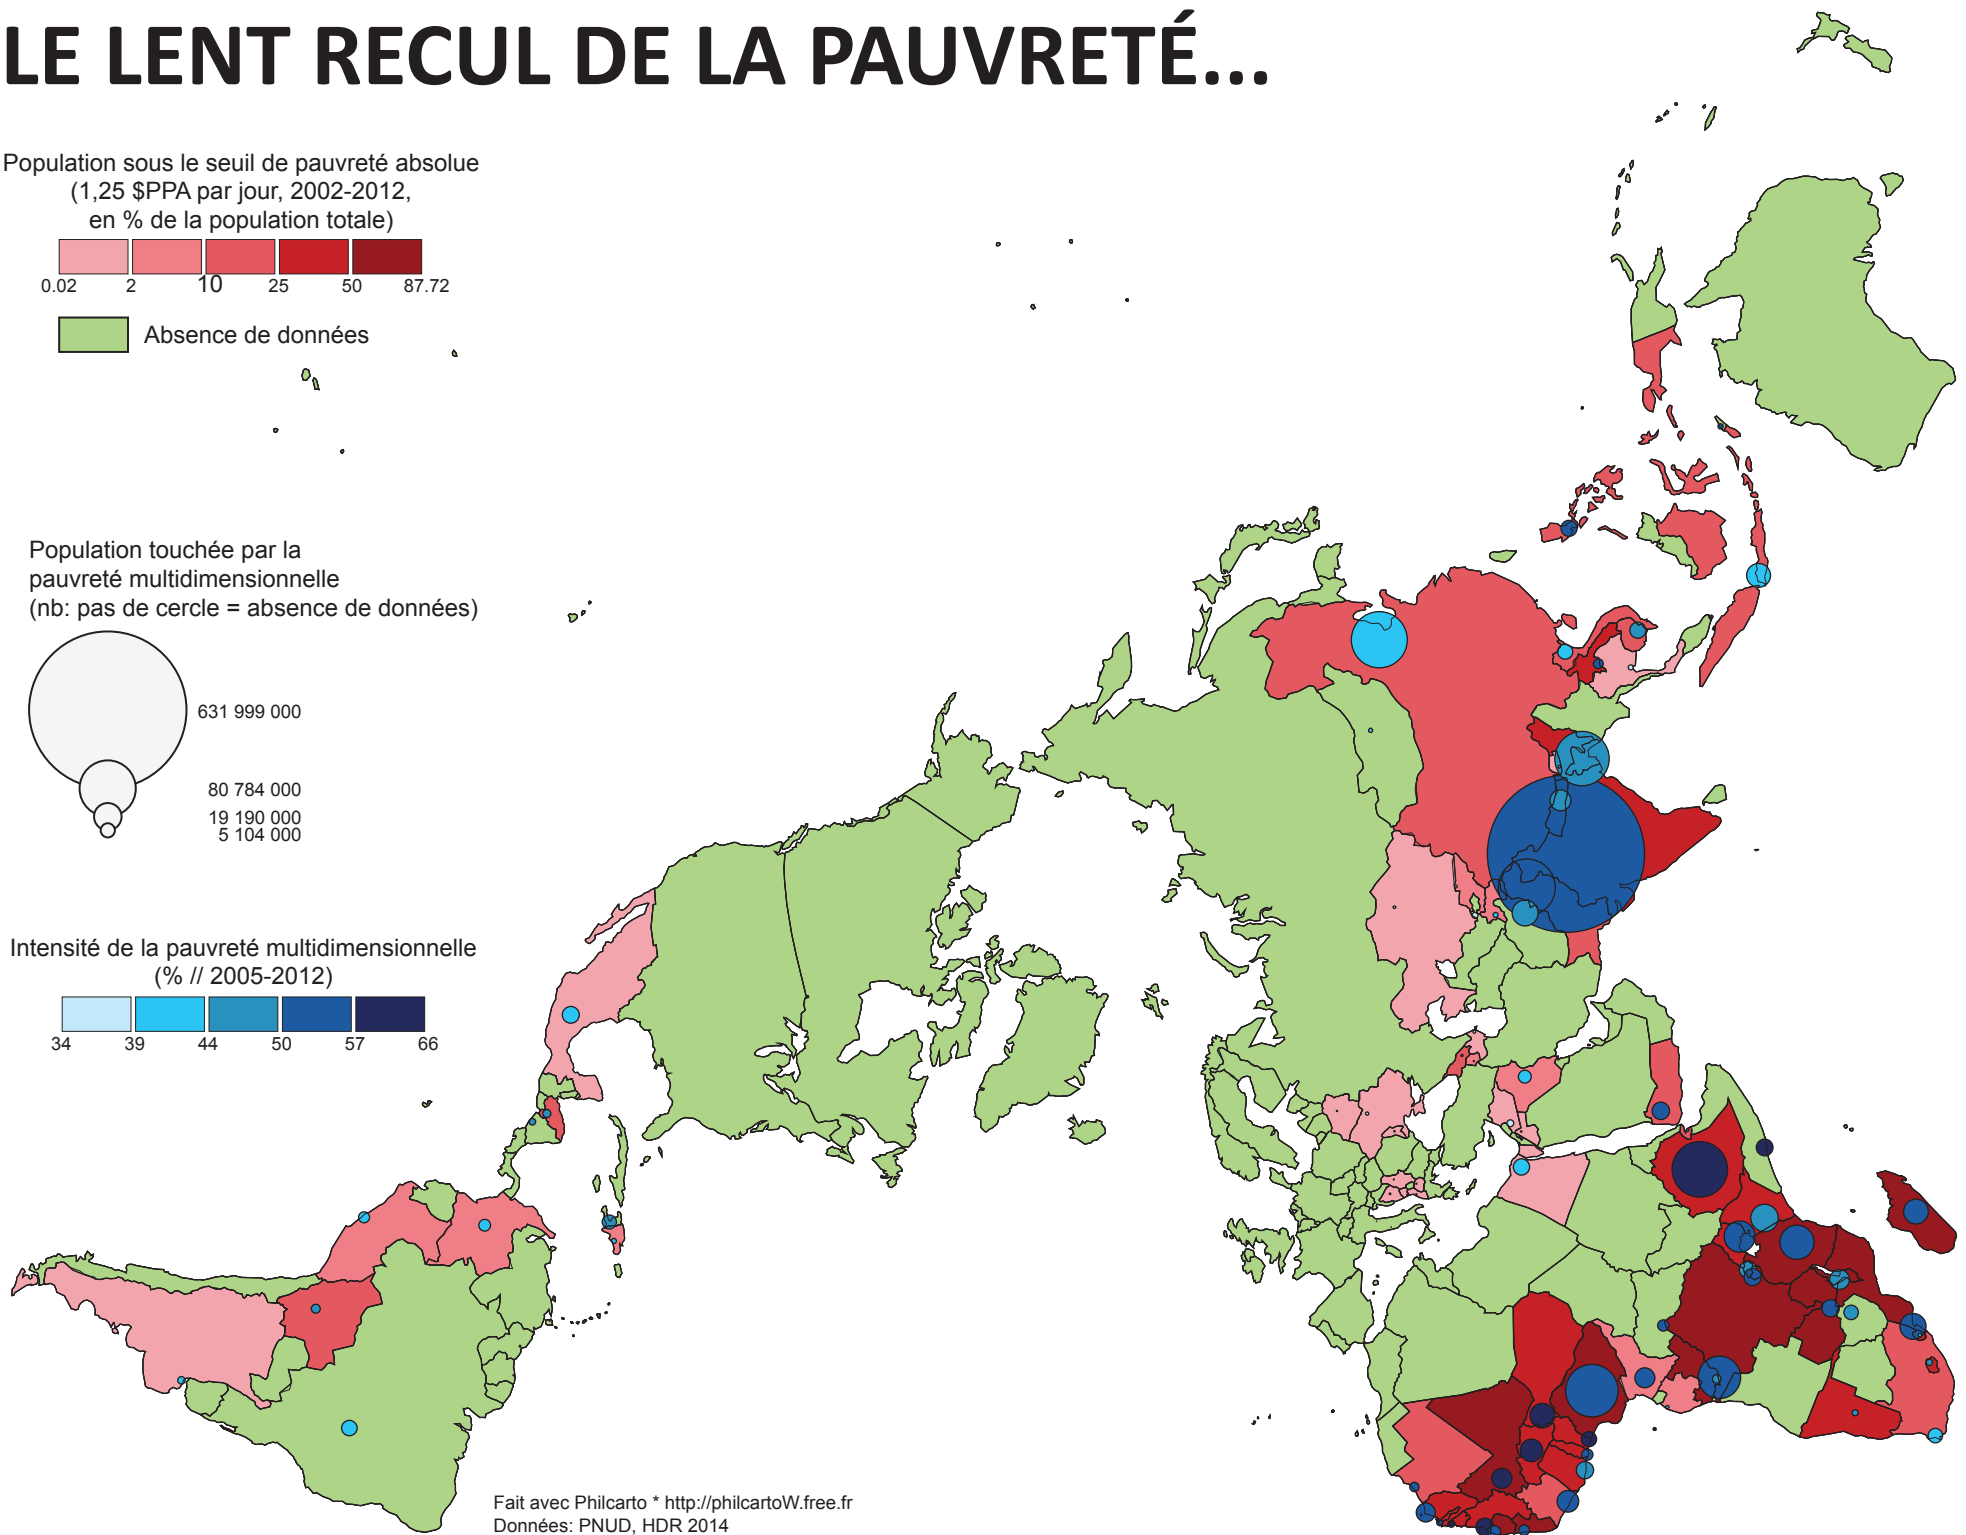 LE LENT RECUL DE LA PAUVRETÉ...
Population sous le seuil de pauvreté absolue
(1,25 $PPA par jour, 2002-2012,
en % de la population totale)
0.02 2 10 25 50 87.72
Absence de données
Population touchée par la
pauvreté multidimensionnelle
(nb: pas de cercle = absence de données)
631 999 000
80 784 000
19 190 000
5 104 000
Intensité de la pauvreté multidimensionnelle
(% // 2005-2012)
34 39 44 50 57 66
Fait avec Philcarto * http://philcartoW.free.fr
Données: PNUD, HDR 2014